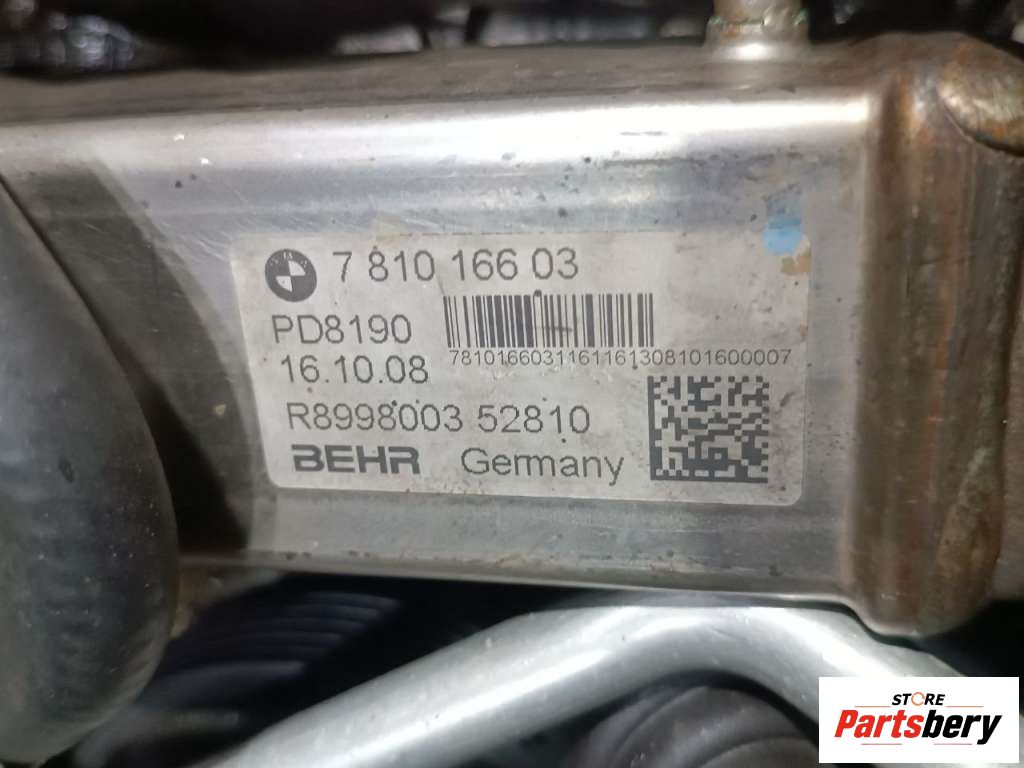 7 810 166 03
PD8190
7810166031161161308101600007
16.10.08
R8998003 52810
BEHR Germany
STORE
Partsbery